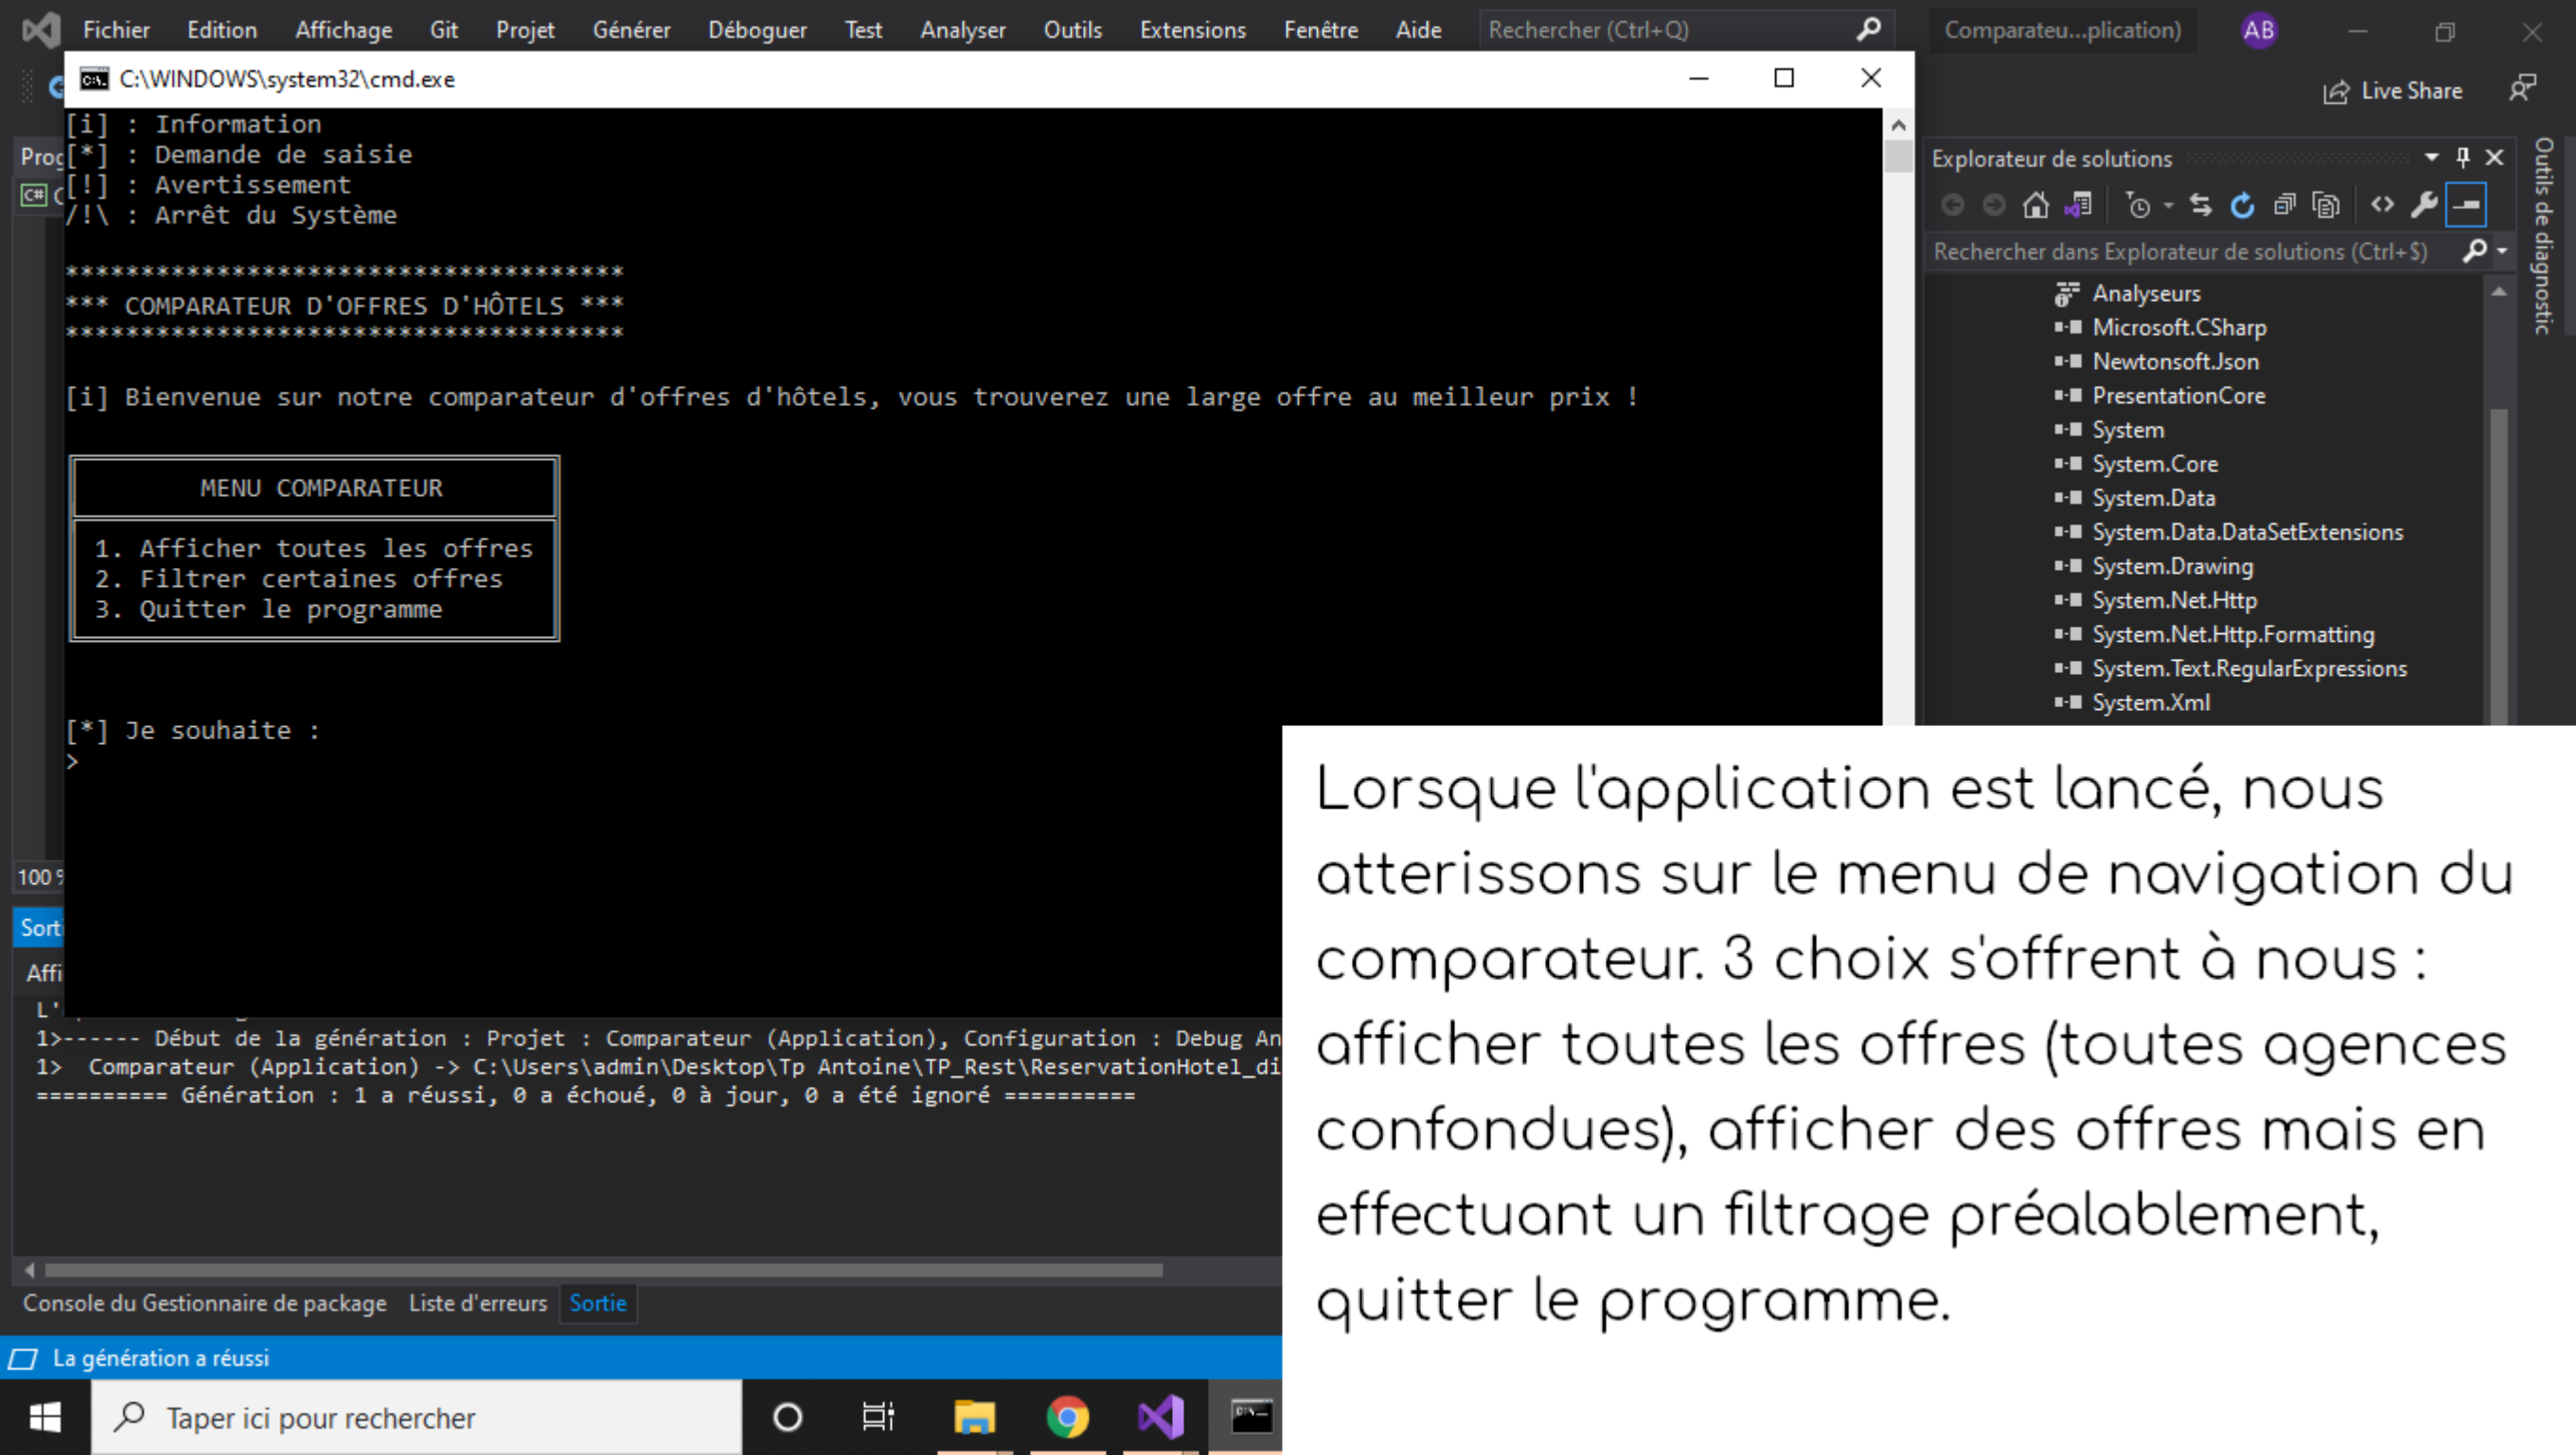 Fichier Edition Affichage Git Projet Générer Déboguer Test Analyser Outils Extensions Fenêtre Aide Rechercher (Ctrl+Q) Comparateu...plication) AB
C:\WINDOWS\system32\cmd.exe
Live Share
[i] : Information
[*] : Demande de saisie
[!] : Avertissement
/!\ : Arrêt du Système
*************************************
*** COMPARATEUR D'OFFRES D'HÔTELS ***
*************************************
[i] Bienvenue sur notre comparateur d'offres d'hôtels, vous trouverez une large offre au meilleur prix !
MENU COMPARATEUR
1. Afficher toutes les offres
2. Filtrer certaines offres
3. Quitter le programme
[*] Je souhaite :
>
Explorateur de solutions
Rechercher dans Explorateur de solutions (Ctrl+$)
Analyseurs
Microsoft.CSharp
Newtonsoft.Json
PresentationCore
System
System.Core
System.Data
System.Data.DataSetExtensions
System.Drawing
System.Net.Http
System.Net.Http.Formatting
System.Text.RegularExpressions
System.Xml
Outils de diagnostic
Lorsque l'application est lancé, nous
atterissons sur le menu de navigation du
comparateur. 3 choix s'offrent à nous :
afficher toutes les offres (toutes agences
confondues), afficher des offres mais en
effectuant un filtrage préalablement,
quitter le programme.
100 %
1>------ Début de la génération : Projet : Comparateur (Application), Configuration : Debug An
1>  Comparateur (Application) -> C:\Users\admin\Desktop\Tp Antoine\TP_Rest\ReservationHotel_di
========== Génération : 1 a réussi, 0 a échoué, 0 à jour, 0 a été ignoré ==========
Console du Gestionnaire de package Liste d'erreurs Sortie
La génération a réussi
Taper ici pour rechercher